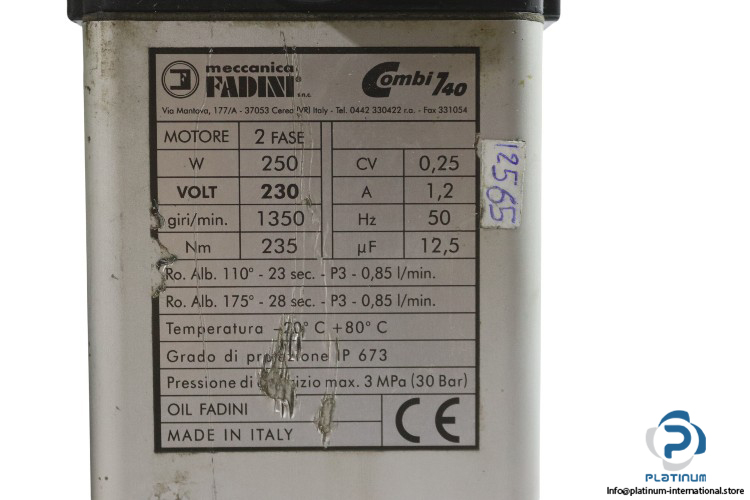 meccanica
FADINI®
s.n.c.
Combi 740
Via Mantova, 177/A - 37053 Cerea (VR) Italy - Tel. 0442 330422 r.a. - Fax 331054
MOTORE 2 FASE
W 250 CV 0,25
VOLT 230 A 1,2
giri/min. 1350 Hz 50
Nm 235 µF 12,5
Ro. Alb. 110° - 23 sec. - P3 - 0,85 l/min.
Ro. Alb. 175° - 28 sec. - P3 - 0,85 l/min.
Temperatura -20° C +80° C
Grado di protezione IP 673
Pressione di max. 3 MPa (30 Bar)
OIL FADINI
CE
MADE IN ITALY
12565
PLATINUM
Info@platinum-international.store